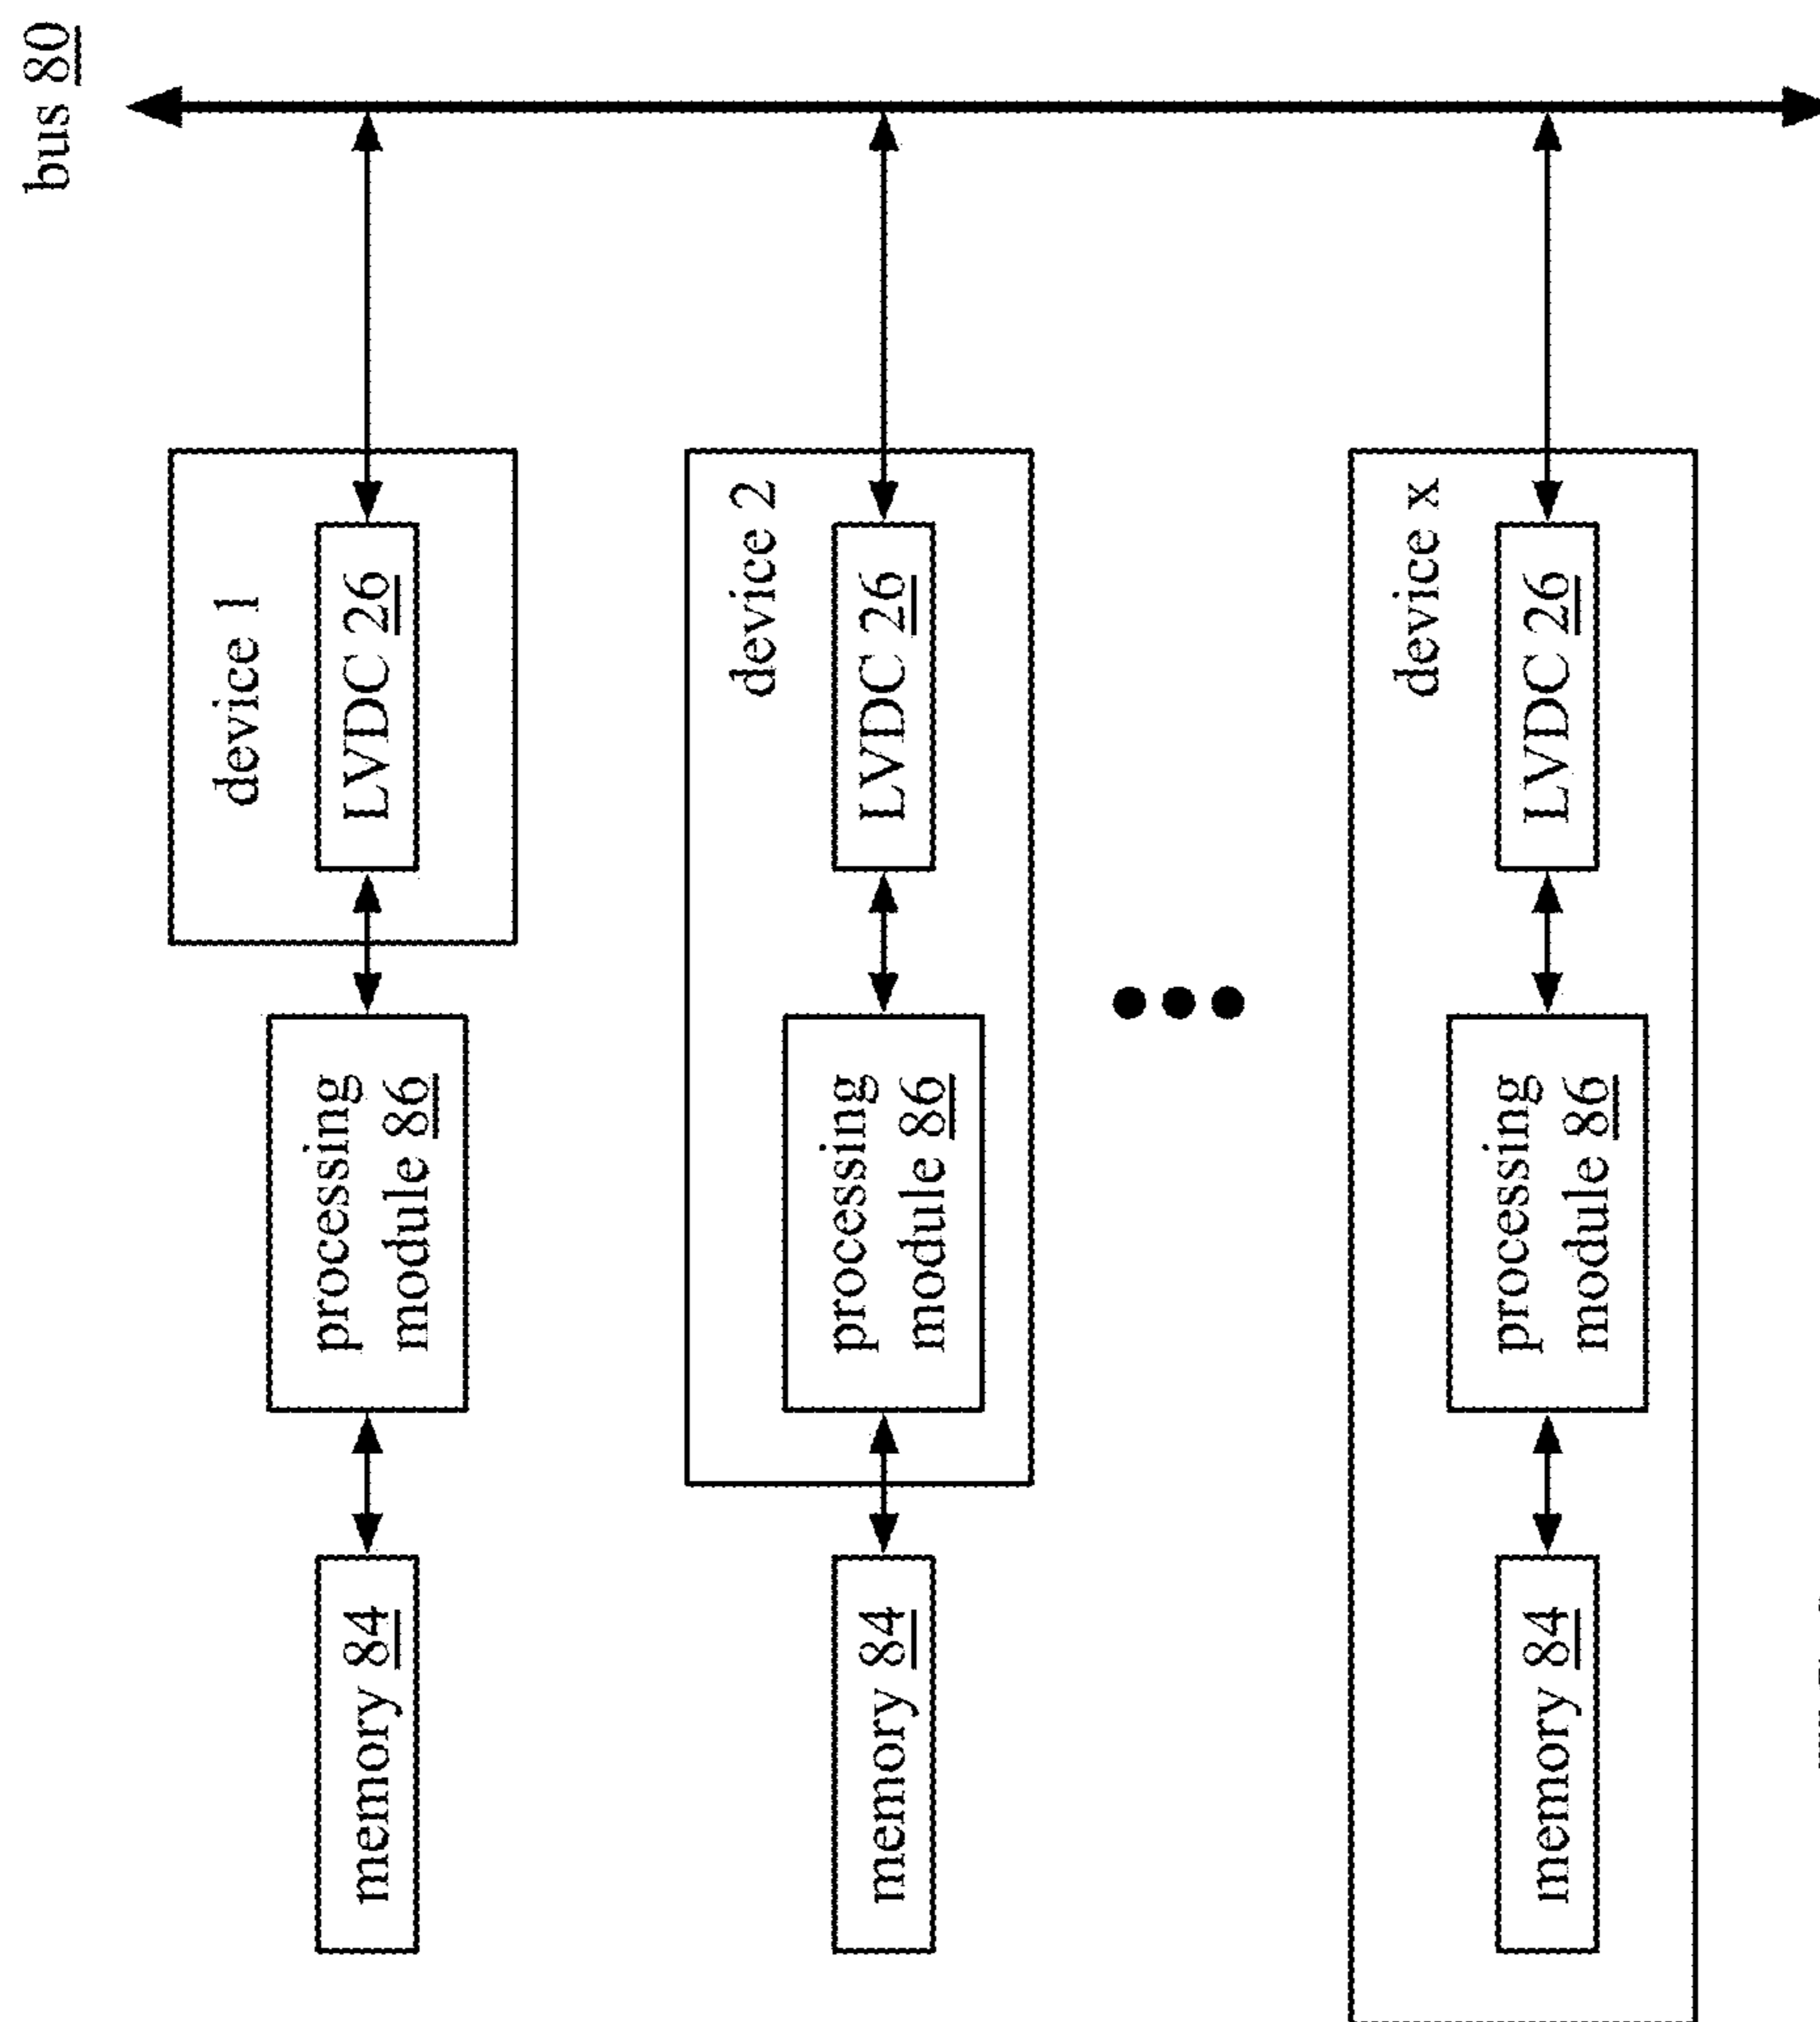 bus 80
device 1
LVDC 26
processing
module 86
memory 84
device 2
LVDC 26
processing
module 86
memory 84
device x
LVDC 26
processing
module 86
memory 84